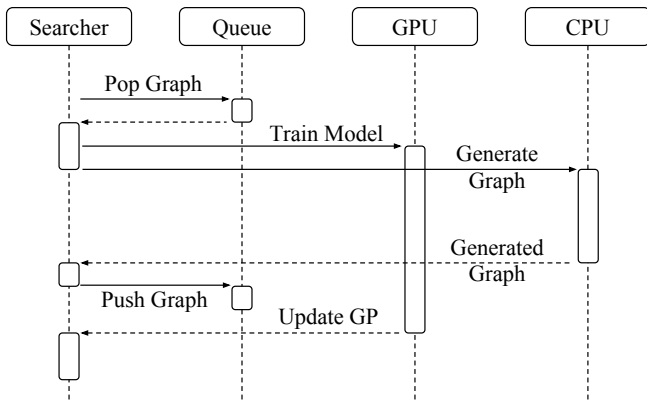 Searcher Queue GPU CPU
Pop Graph
Train Model
Generate
Graph
Generated
Graph
Push Graph
Update GP